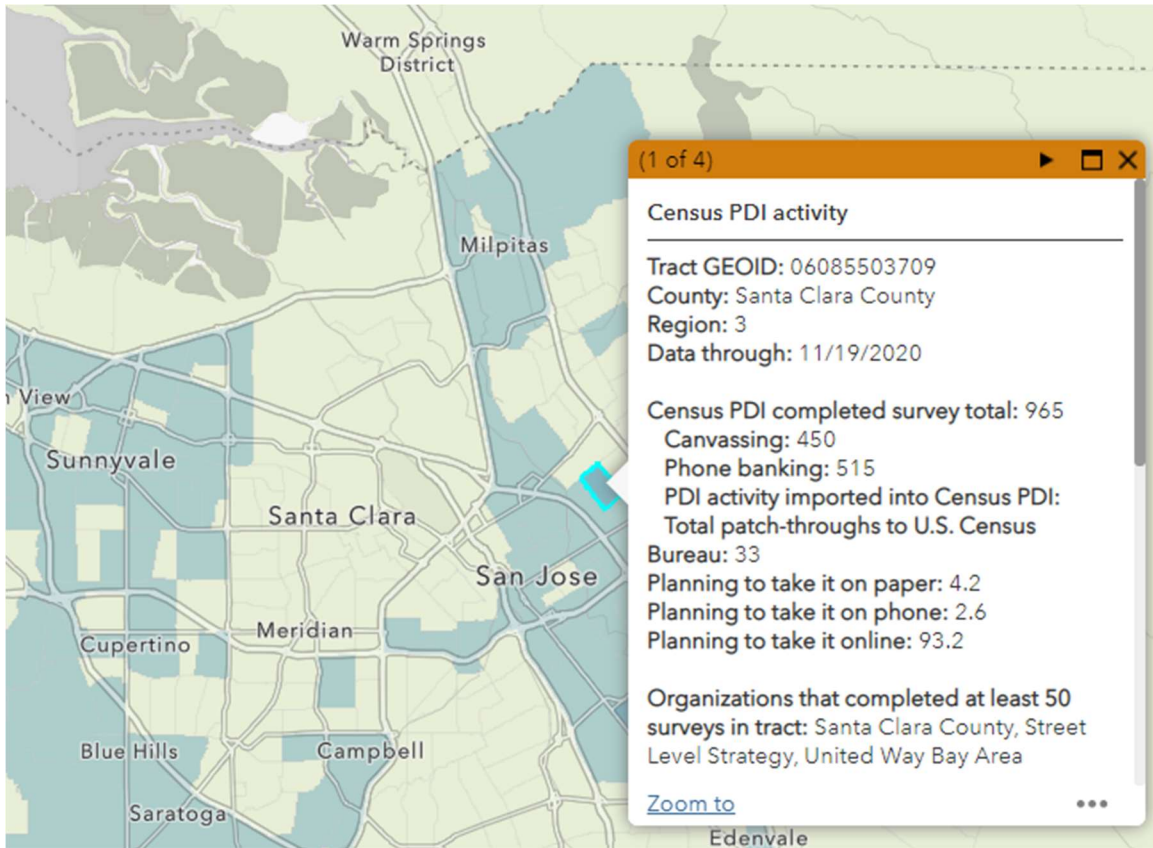 Warm Springs
District
(1 of 4)
Census PDI activity
Milpitas
Tract GEOID: 06085503709
County: Santa Clara County
Region: 3
Data through: 11/19/2020
n View
Census PDI completed survey total: 965
Canvassing: 450
Sunnyvale
Phone banking: 515
PDI activity imported into Census PDI:
Santa Clara
Total patch-throughs to U.S. Census
Bureau: 33
San Jose
Planning to take it on paper: 4.2
Planning to take it on phone: 2.6
Meridian
Cupertino
Planning to take it online: 93.2
Organizations that completed at least 50
surveys in tract: Santa Clara County, Street
Level Strategy, United Way Bay Area
Blue Hills
Campbell
Zoom to
Saratoga
Edenvale